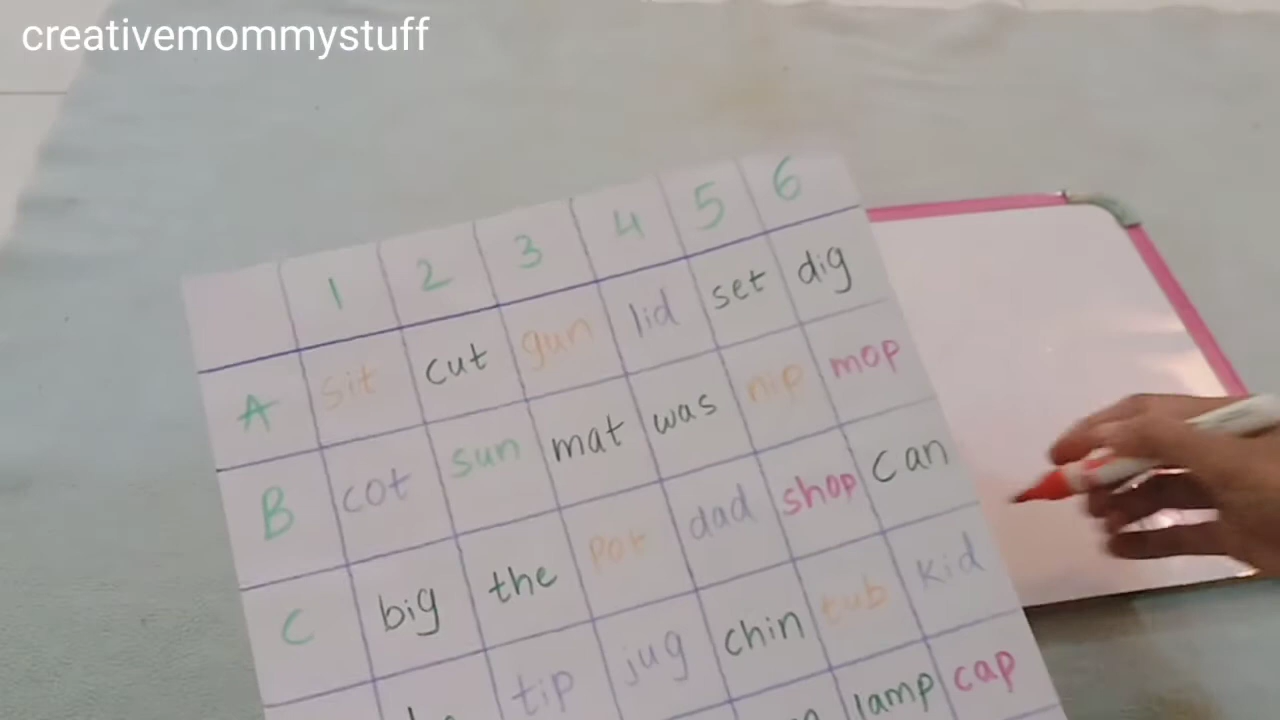 creativemommystuff
1 2 3 4 5 6
A sit cut gun lid set dig
B cot sun mat was nip mop
C big the pot dad shop can
tip jug chin tub kid
lamp cap